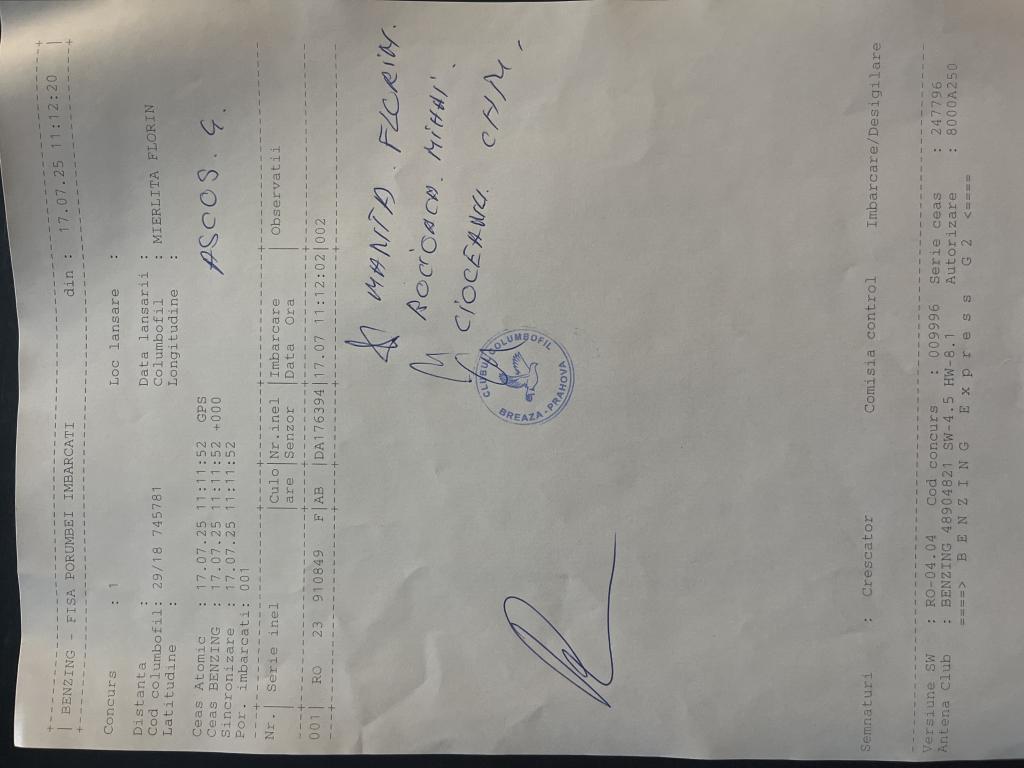 BENZING - FISA PORUMBEI IMBARCATI din : 17.07.25 11:12:20
Concurs : 1 Loc lansare :
Distanta : Data lansarii :
Cod columbofil: 29/18 745781 Columbofil : MIERLITA FLORIN
Latitudine : Longitudine :
Ceas Atomic : 17.07.25 11:11:52 GPS
Ceas BENZING : 17.07.25 11:11:52 +000
Sincronizare : 17.07.25 11:11:52
Por. imbarcati: 001
ASCOS. G.
Nr.| Serie inel |Culo|Nr.inel |Imbarcare | Observatii
|are |Senzor |Data Ora |
001| RO 23 910849 F|AB |DA176394|17.07 11:12:02|002
MANTA. FLORIN.
MIHAI.
CIOCEANU.
CLUBUL COLUMBOFIL
BREAZA - PRAHOVA
Semnaturi : Crescator Comisia control Imbarcare/Desigilare
Versiune SW : RO-04.04 Cod concurs : 009996 Serie ceas : 247796
Antena Club : BENZING 48904821 SW-4.5 HW-8.1 Autorizare : 8000A250
====> B E N Z I N G E x p r e s s G 2 <====